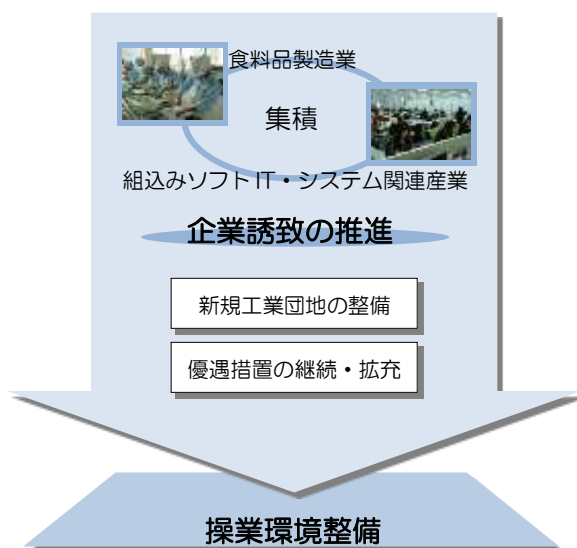 食料品製造業
集積
組込みソフト IT・システム関連産業
企業誘致の推進
新規工業団地の整備
優遇措置の継続・拡充
操業環境整備